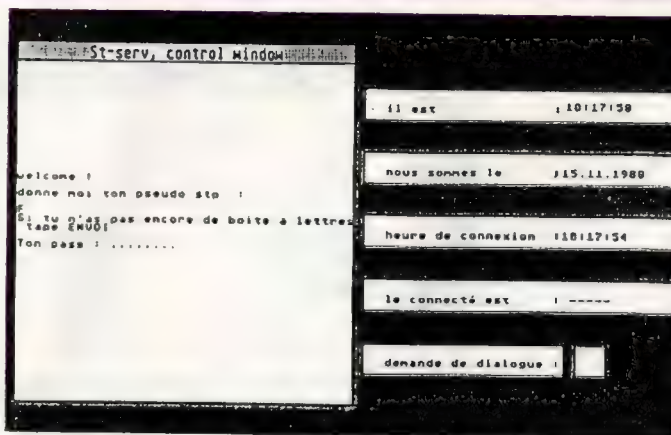 St-serv, control window
welcome !
donne moi ton pseudo stp :
F
Si tu n'as pas encore de boite a lettres
tape ENVOI
Ton pass : ........
il est : 10:17:58
nous sommes le :15.11.1988
heure de connexion :10:17:54
le connecté est : -----
demande de dialogue :